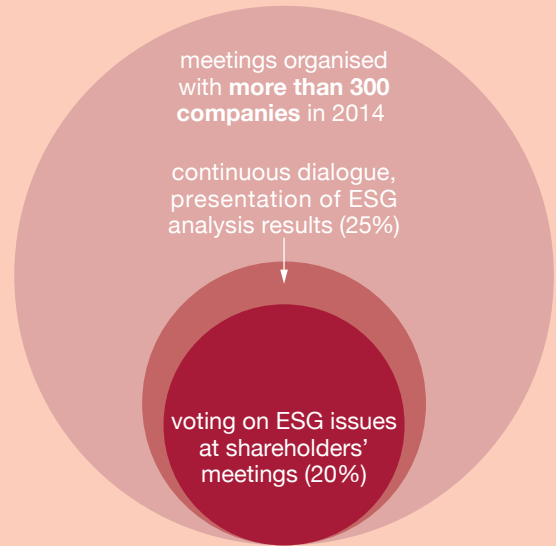 meetings organised
with more than 300
companies in 2014
continuous dialogue,
presentation of ESG
analysis results (25%)
voting on ESG issues
at shareholders’
meetings (20%)